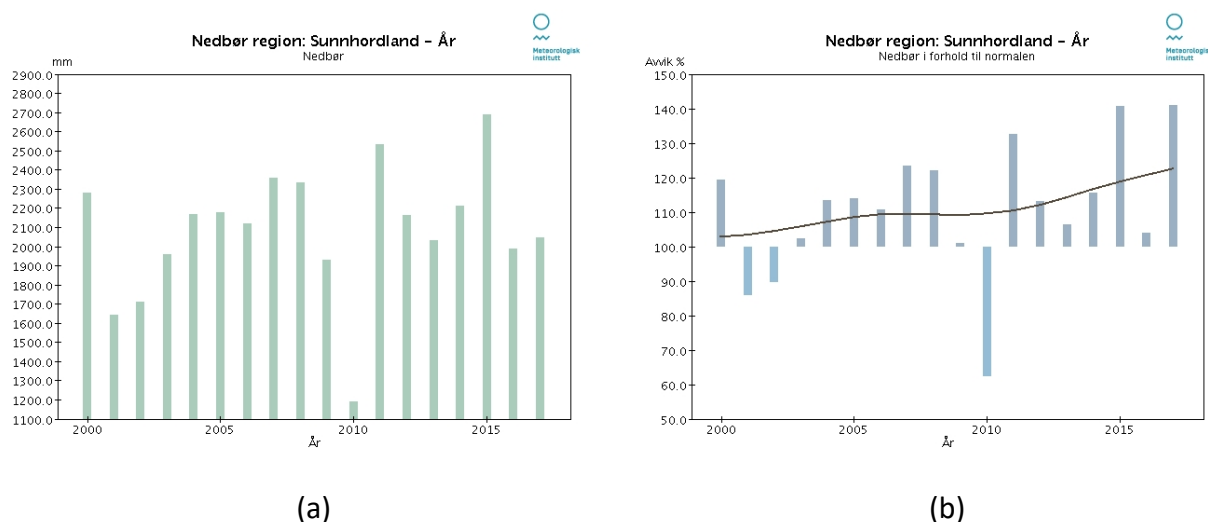 Meteorologisk
institutt
Nedbør region: Sunnhordland – År
Nedbør
mm
2900.0
2800.0
2700.0
2600.0
2500.0
2400.0
2300.0
2200.0
2100.0
2000.0
1900.0
1800.0
1700.0
1600.0
1500.0
1400.0
1300.0
1200.0
1100.0
2000
2005
2010
2015
År
(a)
Meteorologisk
institutt
Nedbør region: Sunnhordland – År
Nedbør i forhold til normalen
Avvik %
150.0
140.0
130.0
120.0
110.0
100.0
90.0
80.0
70.0
60.0
50.0
2000
2005
2010
2015
År
(b)